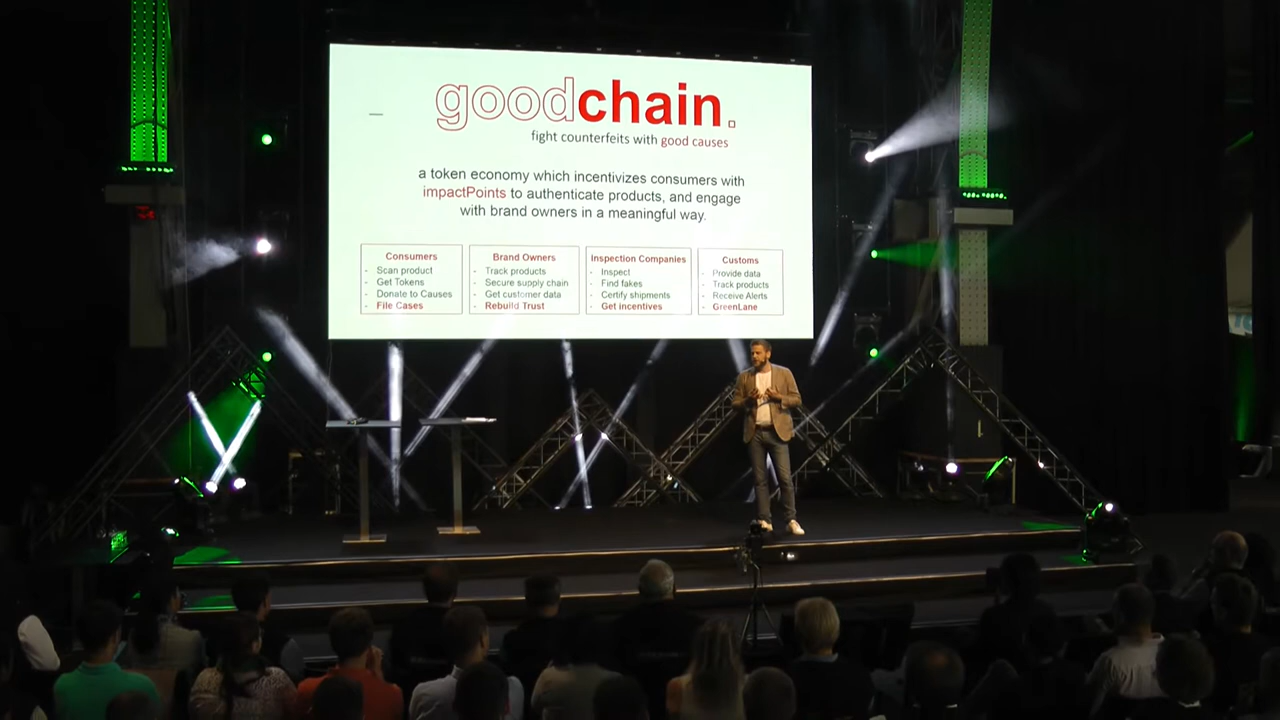 goodchain.
fight counterfeits with good causes
a token economy which incentivizes consumers with
impactPoints to authenticate products, and engage
with brand owners in a meaningful way.
Consumers
- Scan product
- Get Tokens
- Donate to Causes
- File Cases
Brand Owners
- Track products
- Secure supply chain
- Get customer data
- Rebuild Trust
Inspection Companies
- Inspect
- Find fakes
- Certify shipments
- Get incentives
Customs
- Provide data
- Track products
- Receive Alerts
- GreenLane